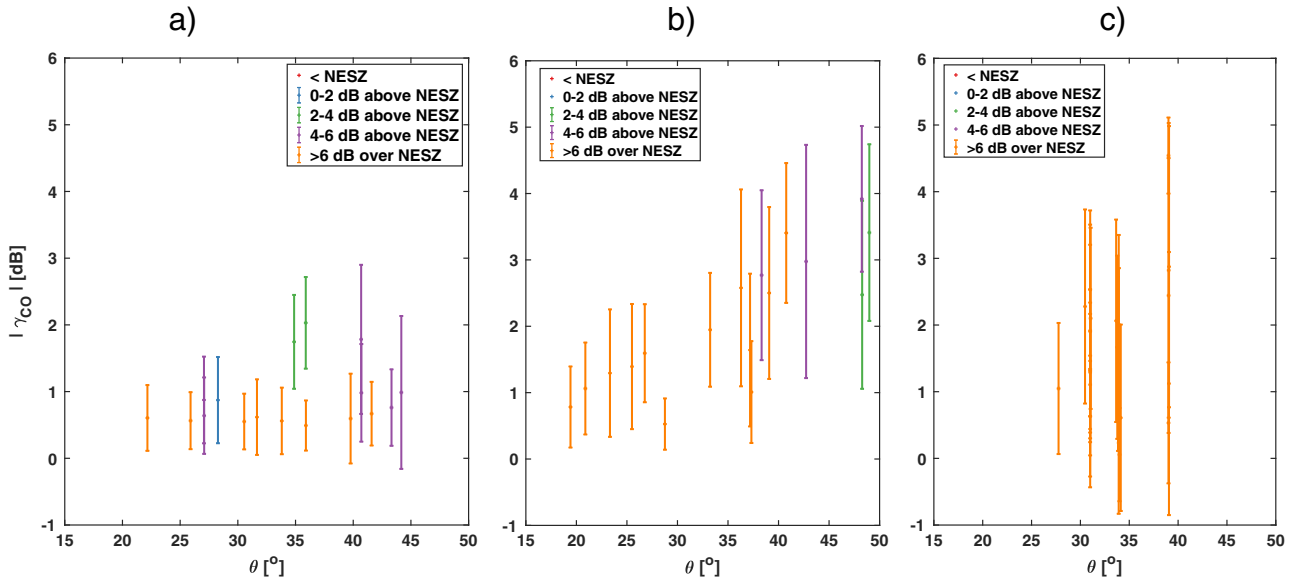 a)
b)
c)
6
5
4
3
2
1
0
-1
| γCO | [dB]
15 20 25 30 35 40 45 50
θ [o]
< NESZ
0-2 dB above NESZ
2-4 dB above NESZ
4-6 dB above NESZ
>6 dB over NESZ
6
5
4
3
2
1
0
-1
15 20 25 30 35 40 45 50
θ [o]
< NESZ
0-2 dB above NESZ
2-4 dB above NESZ
4-6 dB above NESZ
>6 dB over NESZ
6
5
4
3
2
1
0
-1
15 20 25 30 35 40 45 50
θ [o]
< NESZ
0-2 dB above NESZ
2-4 dB above NESZ
4-6 dB above NESZ
>6 dB over NESZ